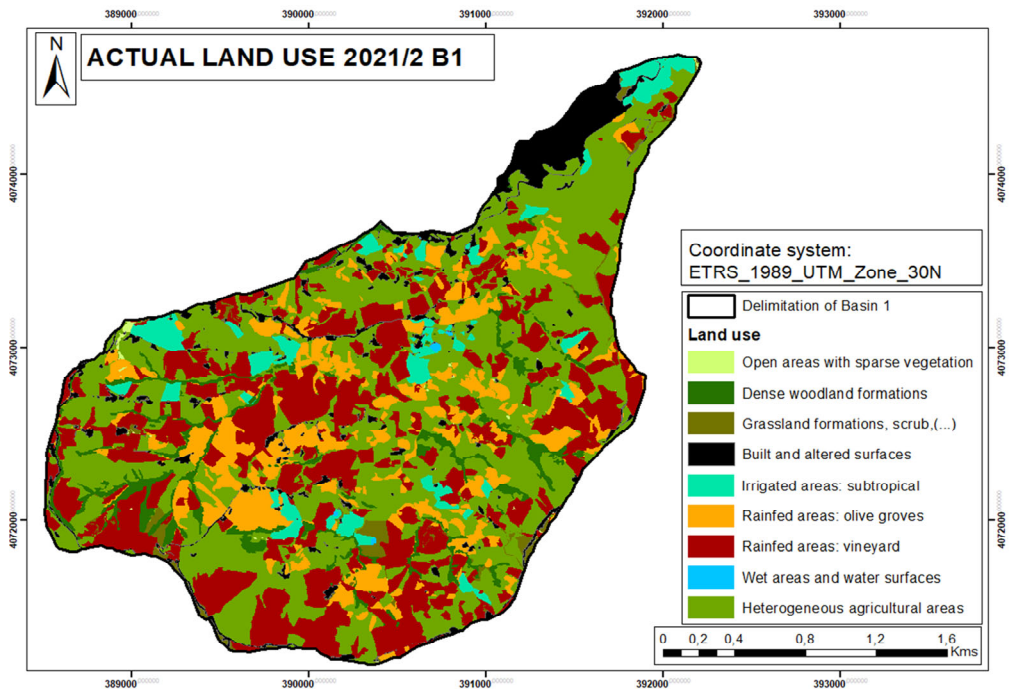 389000 390000 391000 392000 393000
N
ACTUAL LAND USE 2021/2 B1
4074000
4074000
Coordinate system:
ETRS_1989_UTM_Zone_30N
Delimitation of Basin 1
Land use
4073000
4073000
Open areas with sparse vegetation
Dense woodland formations
Grassland formations, scrub,(...)
Built and altered surfaces
Irrigated areas: subtropical
Rainfed areas: olive groves
4072000
4072000
Rainfed areas: vineyard
Wet areas and water surfaces
Heterogeneous agricultural areas
0 0,2 0,4 0,8 1,2 1,6
Kms
389000 390000 391000 392000 393000